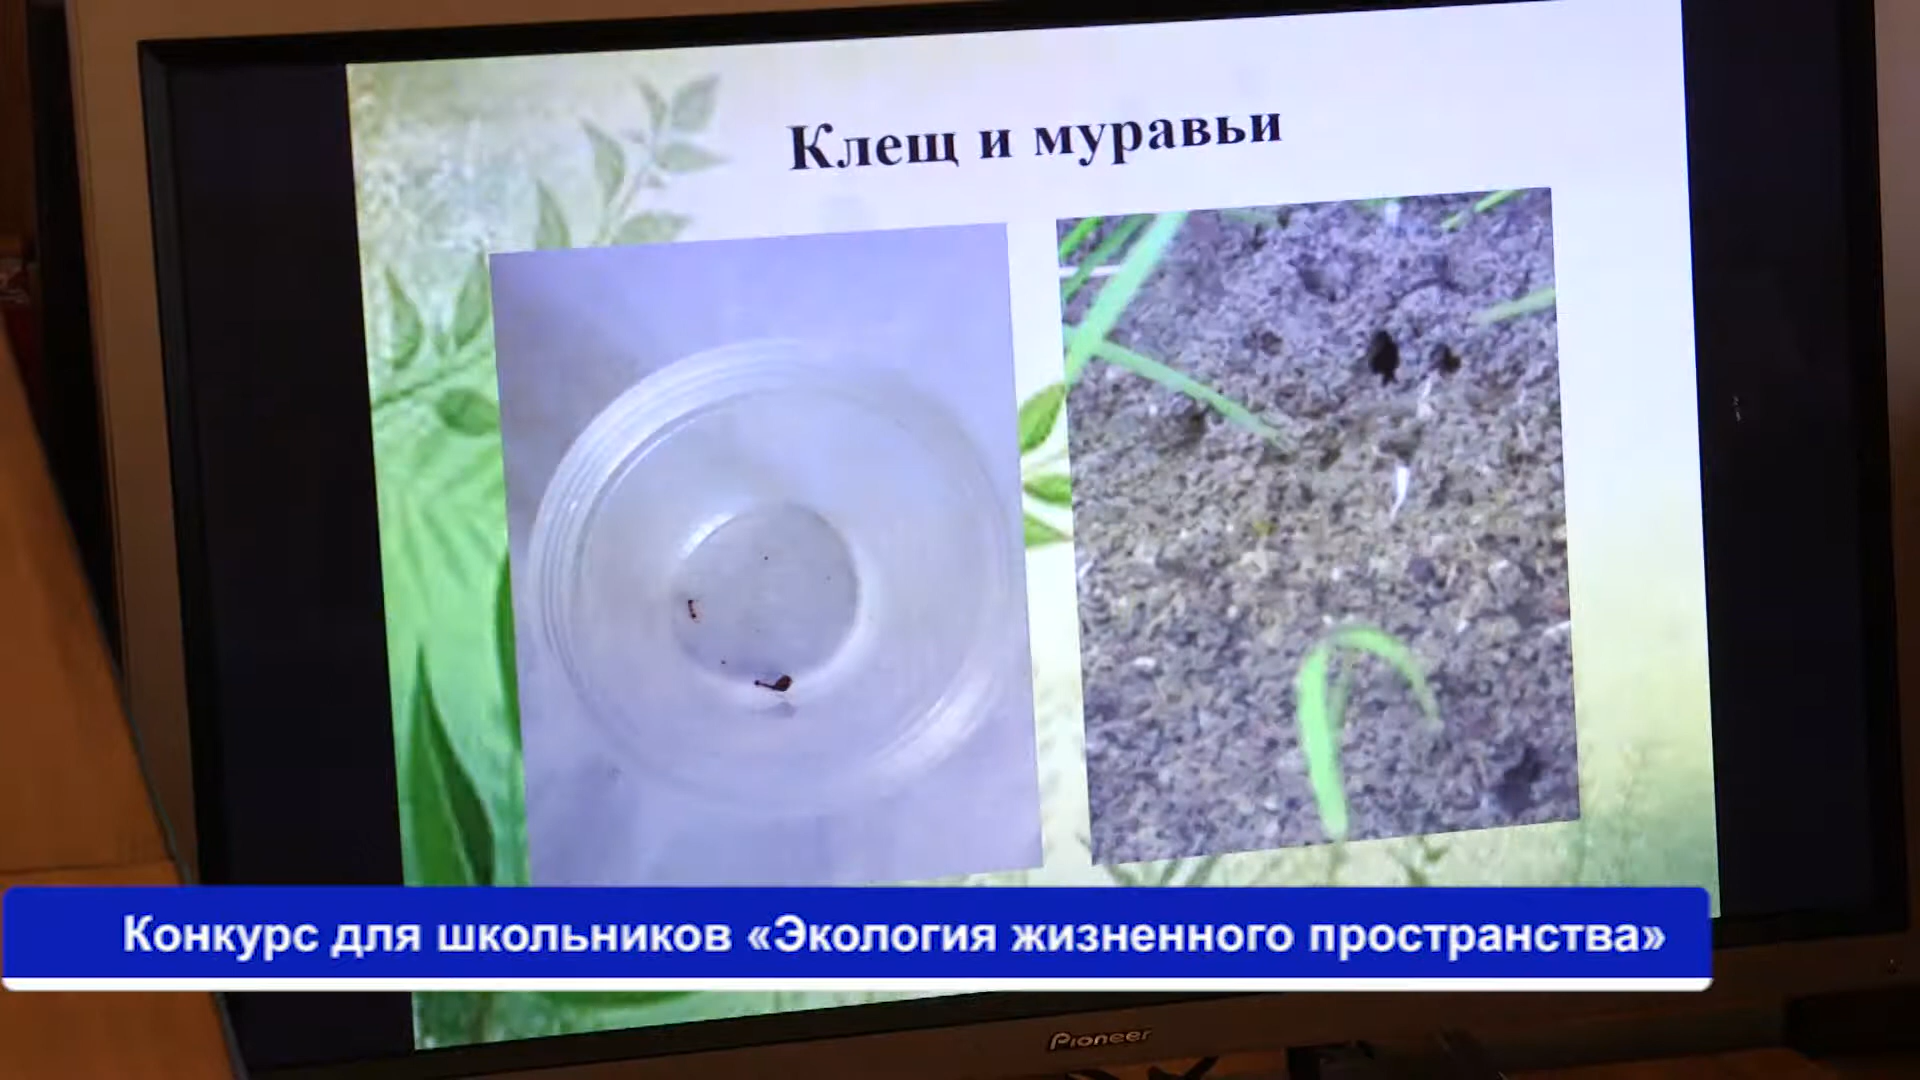 Клещ и муравьи
Конкурс для школьников «Экология жизненного пространства»
Pioneer